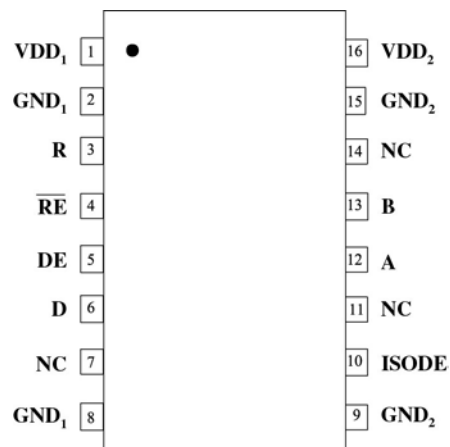 VDD₁ 1 16 VDD₂
GND₁ 2 15 GND₂
R 3 14 NC
R̅E̅ 4 13 B
DE 5 12 A
D 6 11 NC
NC 7 10 ISODE
GND₁ 8 9 GND₂